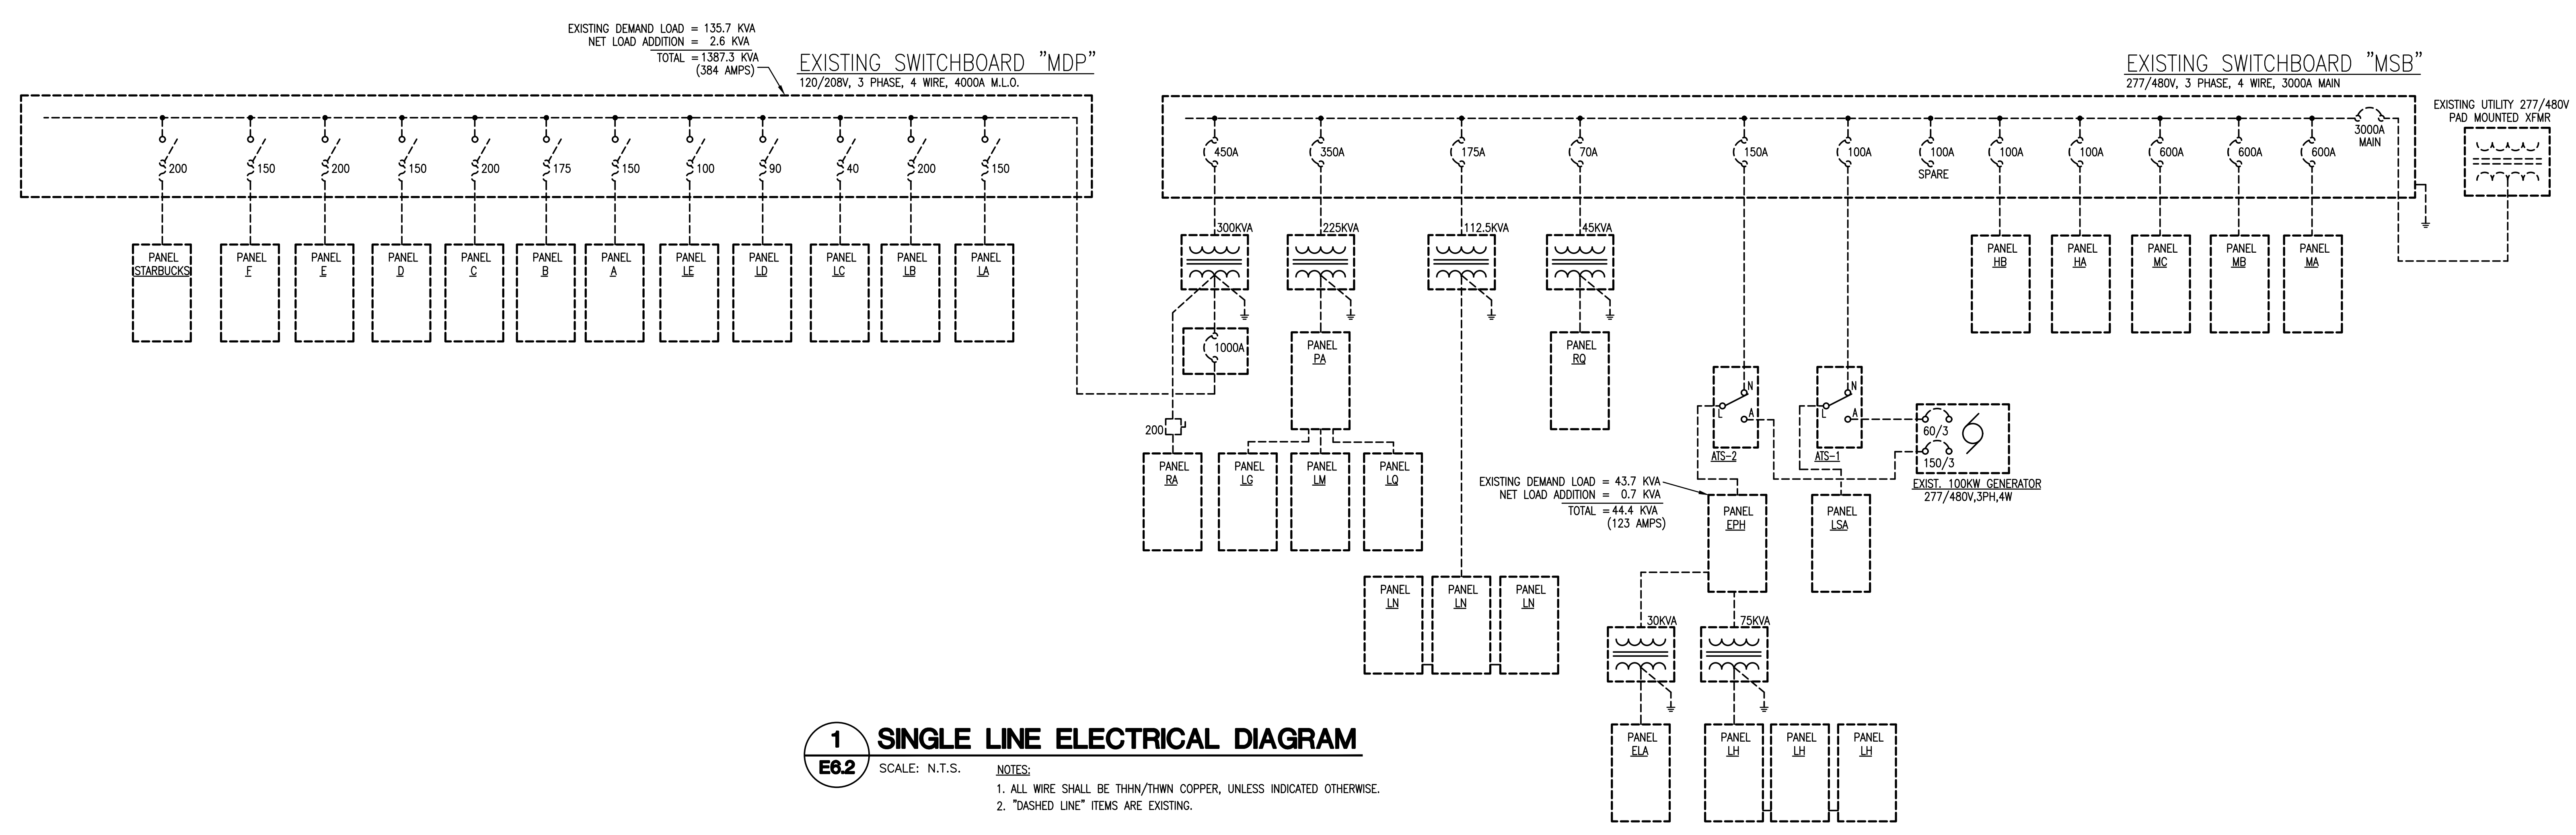 EXISTING DEMAND LOAD = 135.7 KVA
NET LOAD ADDITION = 2.6 KVA
TOTAL =1387.3 KVA
(384 AMPS)
EXISTING SWITCHBOARD "MDP"
120/208V, 3 PHASE, 4 WIRE, 4000A M.L.O.
200
150
200
150
200
175
150
100
90
40
200
150
PANEL
STARBUCKS
PANEL
F
PANEL
E
PANEL
D
PANEL
C
PANEL
B
PANEL
A
PANEL
LE
PANEL
LD
PANEL
LC
PANEL
LB
PANEL
LA
EXISTING SWITCHBOARD "MSB"
277/480V, 3 PHASE, 4 WIRE, 3000A MAIN
EXISTING UTILITY 277/480V
PAD MOUNTED XFMR
450A
350A
175A
70A
150A
100A
100A
SPARE
100A
100A
600A
600A
600A
3000A
MAIN
300KVA
225KVA
112.5KVA
45KVA
PANEL
HB
PANEL
HA
PANEL
MC
PANEL
MB
PANEL
MA
1000A
PANEL
PA
PANEL
RQ
200
N
L
A
ATS-2
N
L
A
ATS-1
60/3
150/3
EXIST. 100KW GENERATOR
277/480V,3PH,4W
PANEL
RA
PANEL
LG
PANEL
LM
PANEL
LQ
EXISTING DEMAND LOAD = 43.7 KVA
NET LOAD ADDITION = 0.7 KVA
TOTAL =44.4 KVA
(123 AMPS)
PANEL
EPH
PANEL
LSA
PANEL
LN
PANEL
LN
PANEL
LN
30KVA
75KVA
PANEL
ELA
PANEL
LH
PANEL
LH
PANEL
LH
1
E6.2
SINGLE LINE ELECTRICAL DIAGRAM
SCALE: N.T.S.
NOTES:
1. ALL WIRE SHALL BE THHN/THWN COPPER, UNLESS INDICATED OTHERWISE.
2. "DASHED LINE" ITEMS ARE EXISTING.